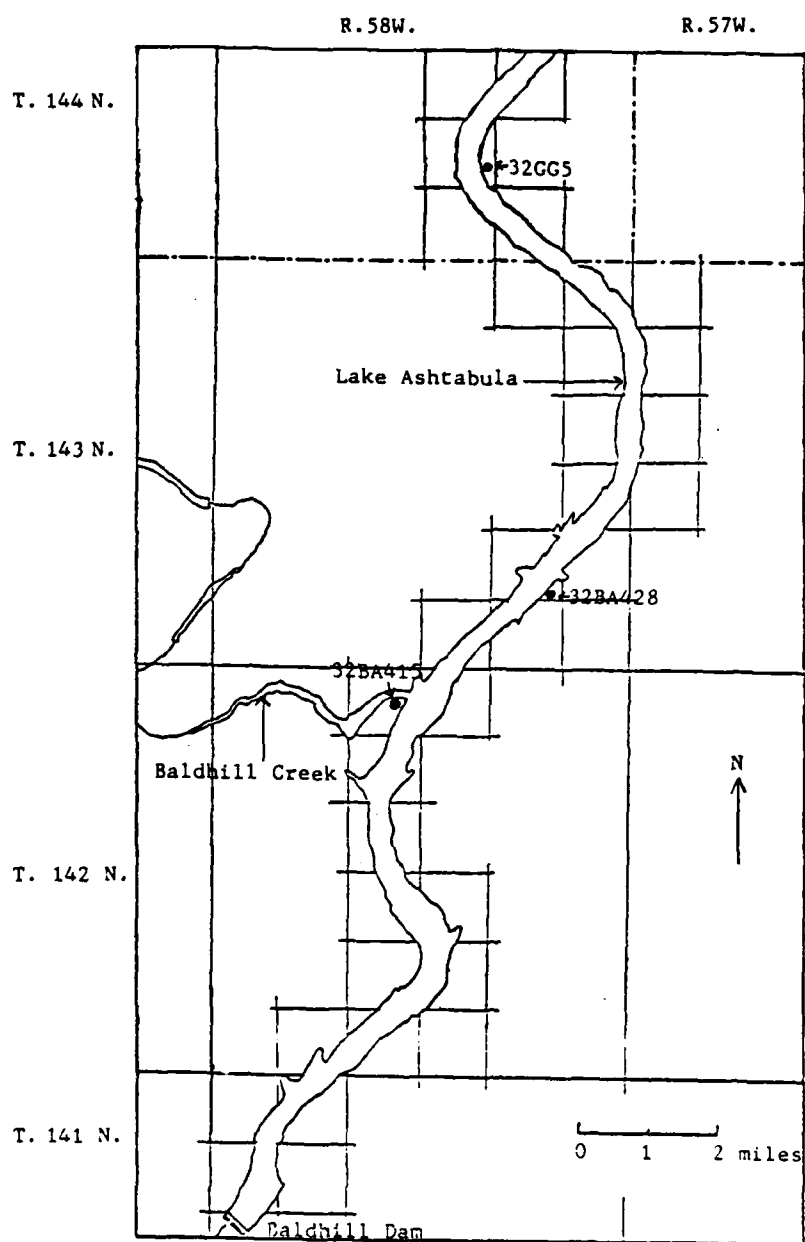 R.58W. R.57W.
T. 144 N.
32GG5
Lake Ashtabula
T. 143 N.
32BA428
32BA415
Baldhill Creek
N
T. 142 N.
T. 141 N.
0 1 2 miles
Baldhill Dam